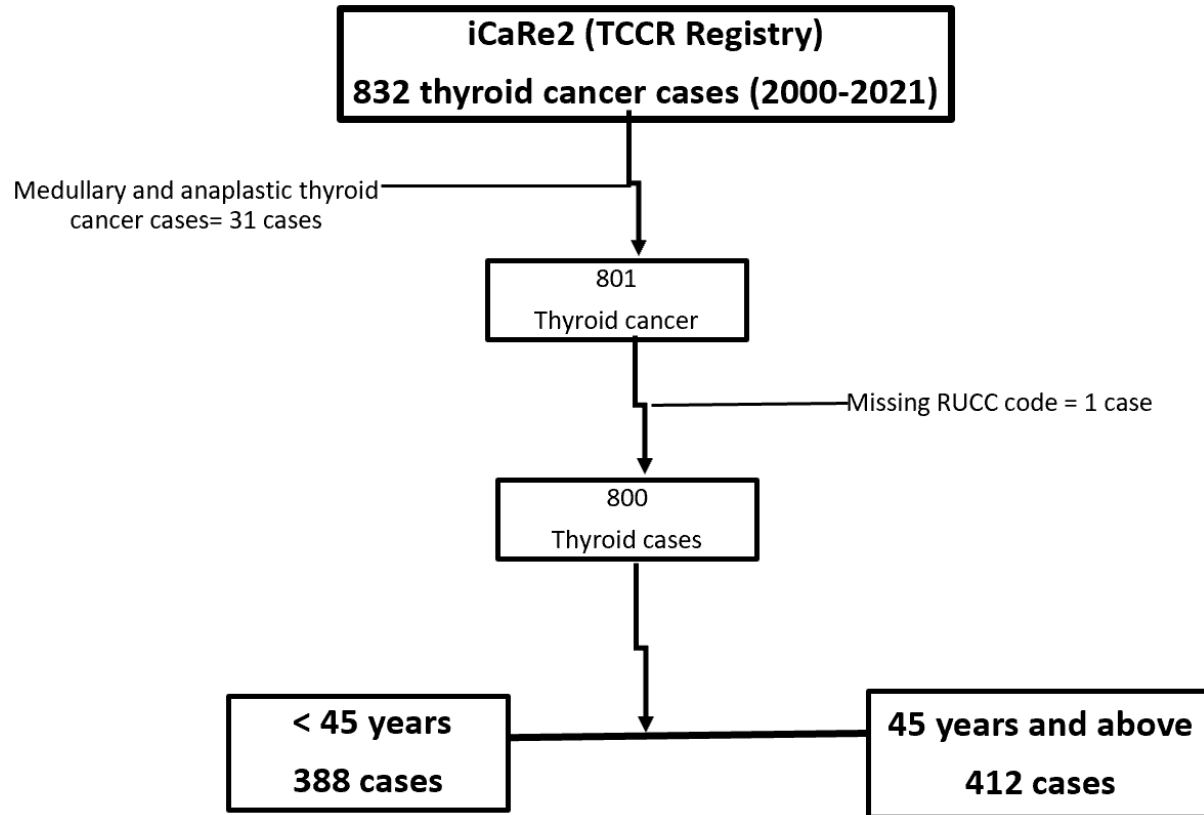 iCaRe2 (TCCR Registry)
832 thyroid cancer cases (2000-2021)
Medullary and anaplastic thyroid
cancer cases= 31 cases
801
Thyroid cancer
Missing RUCC code = 1 case
800
Thyroid cases
< 45 years
388 cases
45 years and above
412 cases